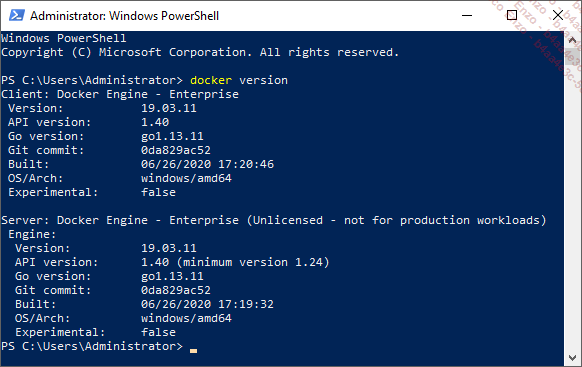 Administrator: Windows PowerShell
Windows PowerShell
Copyright (C) Microsoft Corporation. All rights reserved.
PS C:\Users\Administrator> docker version
Client: Docker Engine - Enterprise
Version: 19.03.11
API version: 1.40
Go version: go1.13.11
Git commit: 0da829ac52
Built: 06/26/2020 17:20:46
OS/Arch: windows/amd64
Experimental: false
Server: Docker Engine - Enterprise (Unlicensed - not for production workloads)
Engine:
Version: 19.03.11
API version: 1.40 (minimum version 1.24)
Go version: go1.13.11
Git commit: 0da829ac52
Built: 06/26/2020 17:19:32
OS/Arch: windows/amd64
Experimental: false
PS C:\Users\Administrator>